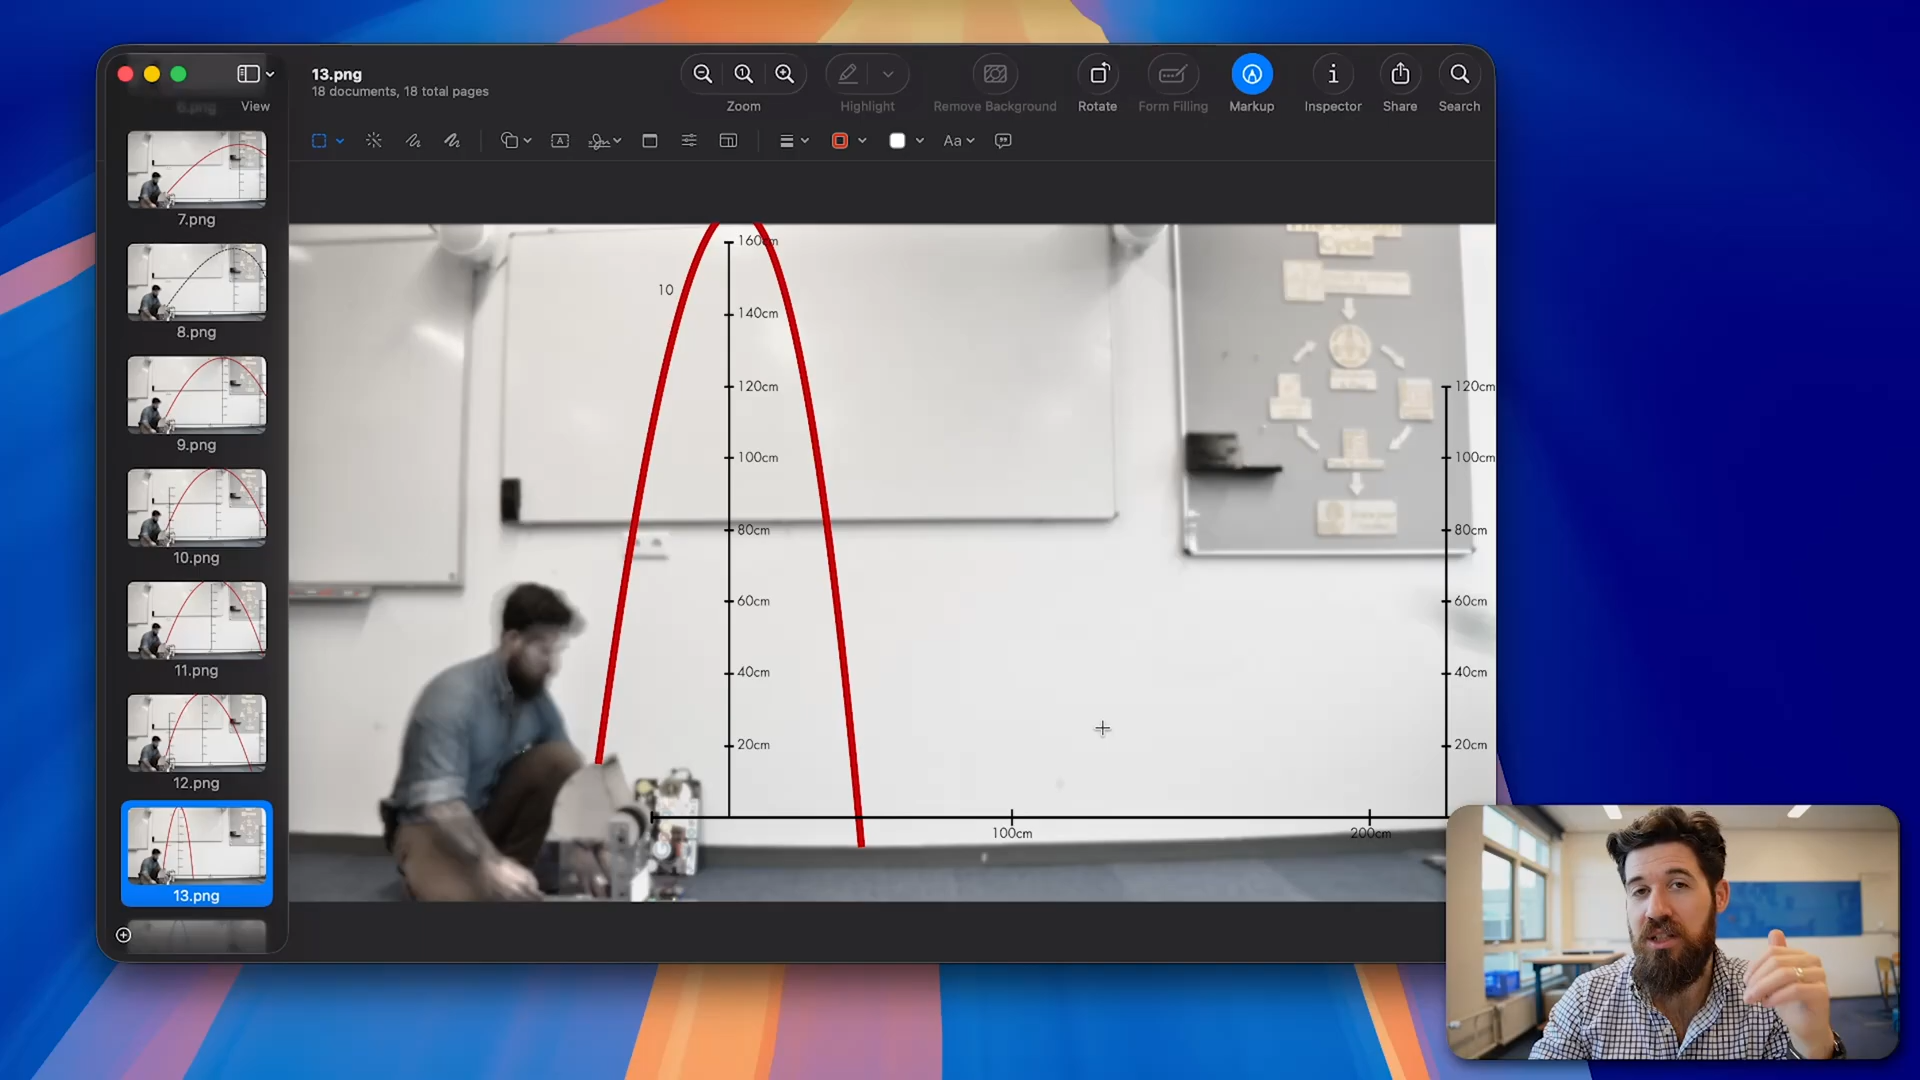 13.png
18 documents, 18 total pages
View
Zoom
Highlight
Remove Background
Rotate
Form Filling
Markup
Inspector
Share
Search
Aa
6.png
7.png
8.png
9.png
10.png
11.png
12.png
13.png
10
160cm
140cm
120cm
100cm
80cm
60cm
40cm
20cm
100cm
200cm
120cm
100cm
80cm
60cm
40cm
20cm